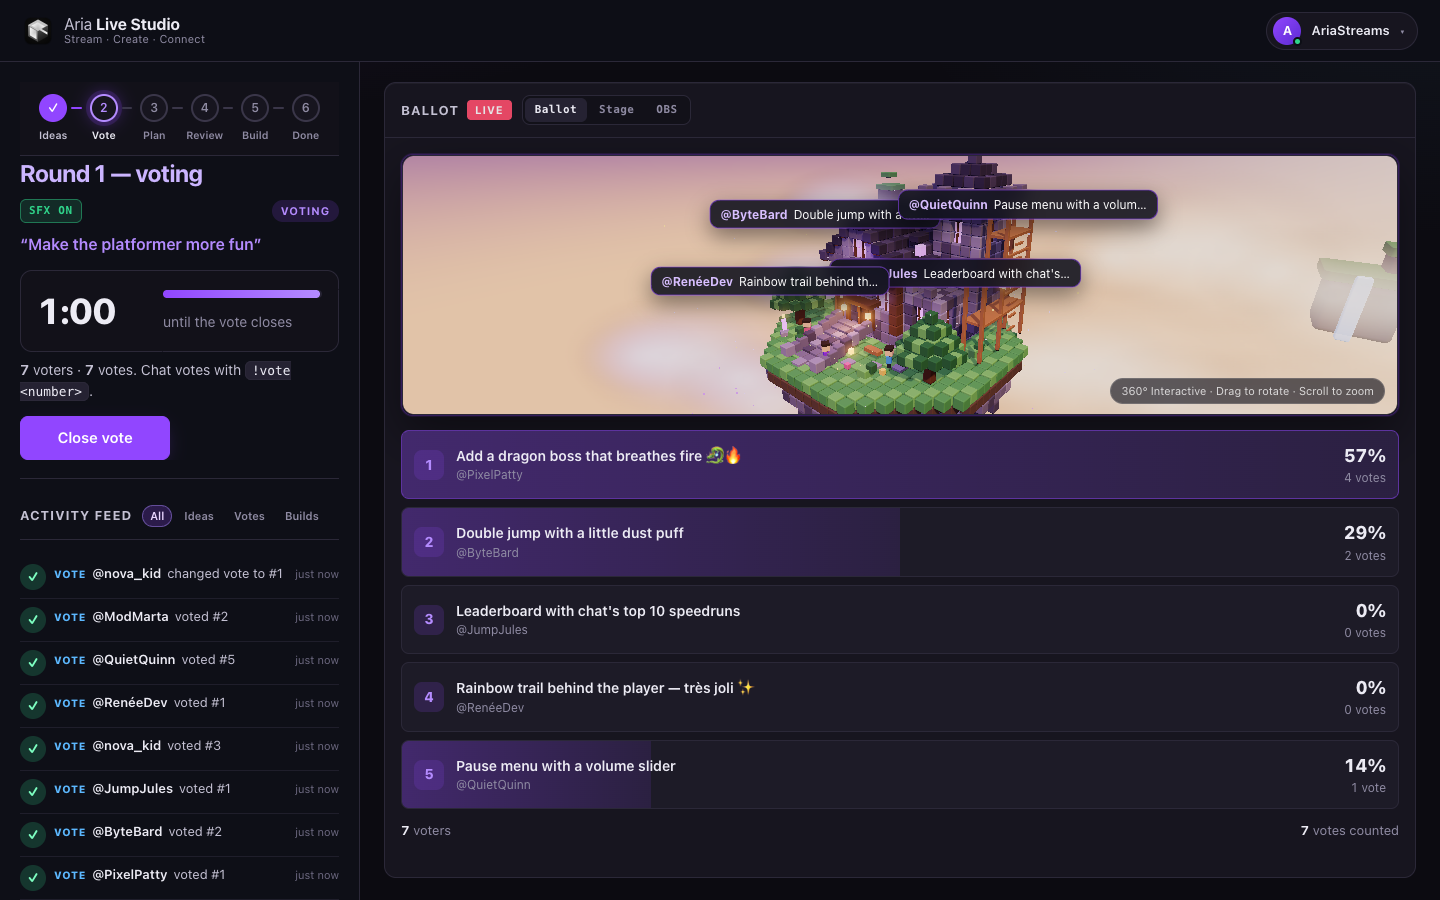 Aria Live Studio
Stream · Create · Connect
A
AriaStreams
2
3
4
5
6
Ideas
Vote
Plan
Review
Build
Done
Round 1 — voting
SFX ON
VOTING
“Make the platformer more fun”
1:00
until the vote closes
7 voters · 7 votes. Chat votes with !vote
<number>.
Close vote
ACTIVITY FEED
All
Ideas
Votes
Builds
VOTE @nova_kid changed vote to #1 just now
VOTE @ModMarta voted #2 just now
VOTE @QuietQuinn voted #5 just now
VOTE @RenéeDev voted #1 just now
VOTE @nova_kid voted #3 just now
VOTE @JumpJules voted #1 just now
VOTE @ByteBard voted #2 just now
VOTE @PixelPatty voted #1 just now
BALLOT
LIVE
Ballot
Stage
OBS
@QuietQuinn Pause menu with a volum...
@ByteBard Double jump with a
Jules Leaderboard with chat's...
@RenéeDev Rainbow trail behind th...
360° Interactive · Drag to rotate · Scroll to zoom
1
Add a dragon boss that breathes fire 🐉🔥
@PixelPatty
57%
4 votes
2
Double jump with a little dust puff
@ByteBard
29%
2 votes
3
Leaderboard with chat's top 10 speedruns
@JumpJules
0%
0 votes
4
Rainbow trail behind the player — très joli ✨
@RenéeDev
0%
0 votes
5
Pause menu with a volume slider
@QuietQuinn
14%
1 vote
7 voters
7 votes counted